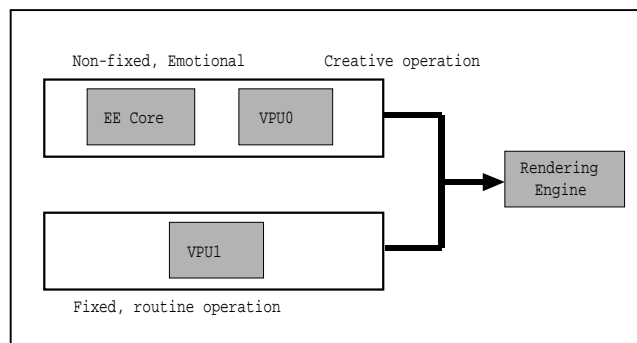 Non-fixed, Emotional Creative operation
EE Core VPU0
Rendering
Engine
VPU1
Fixed, routine operation